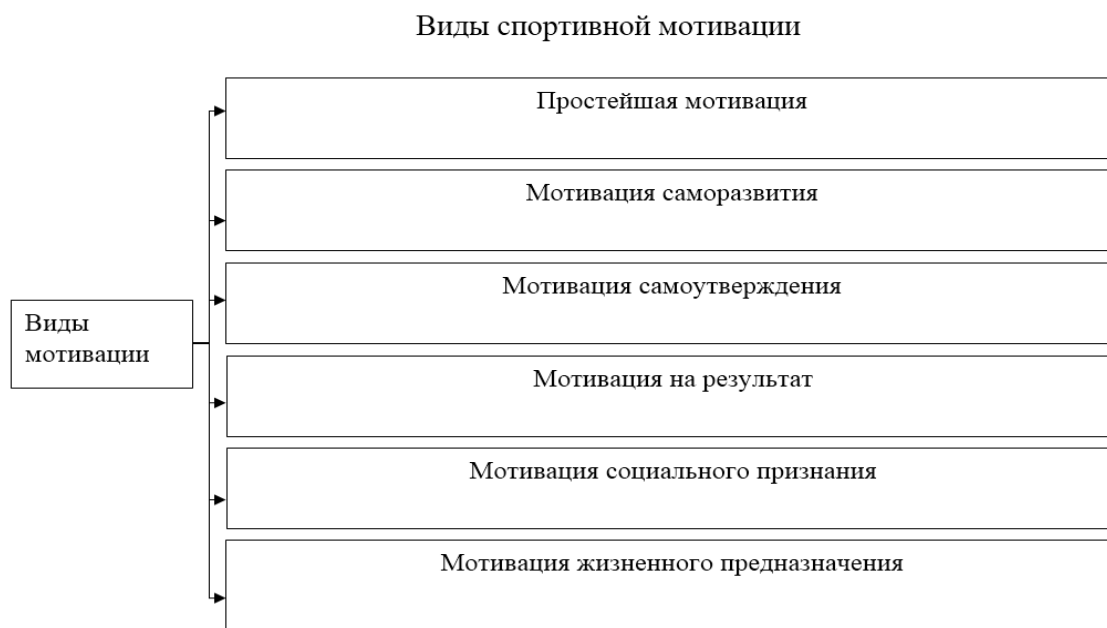 Виды спортивной мотивации
Простейшая мотивация
Мотивация саморазвития
Мотивация самоутверждения
Виды
мотивации
Мотивация на результат
Мотивация социального признания
Мотивация жизненного предназначения